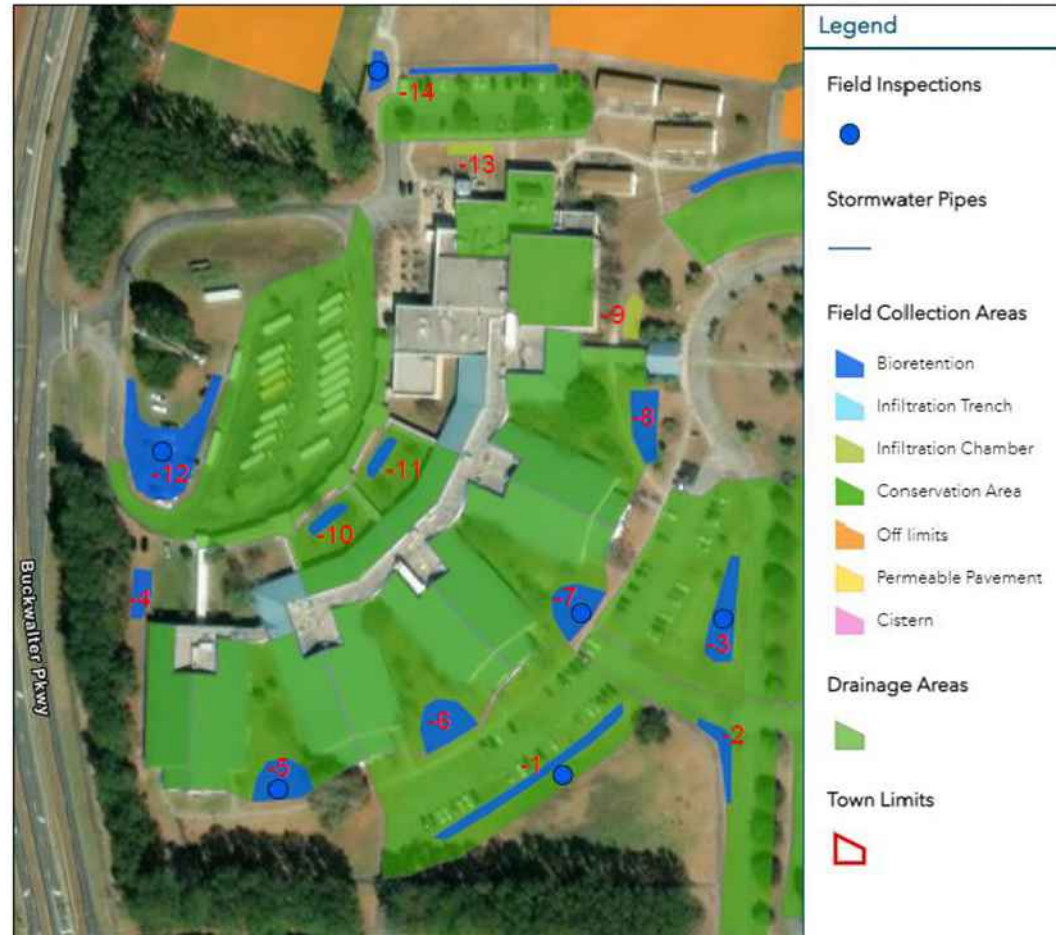 -14
-13
-9
-8
-11
-12
-10
-4
-7
-3
-6
-2
-1
-5
Buckwalter Pkwy
Legend
Field Inspections
Stormwater Pipes
Field Collection Areas
Bioretention
Infiltration Trench
Infiltration Chamber
Conservation Area
Off limits
Permeable Pavement
Cistern
Drainage Areas
Town Limits